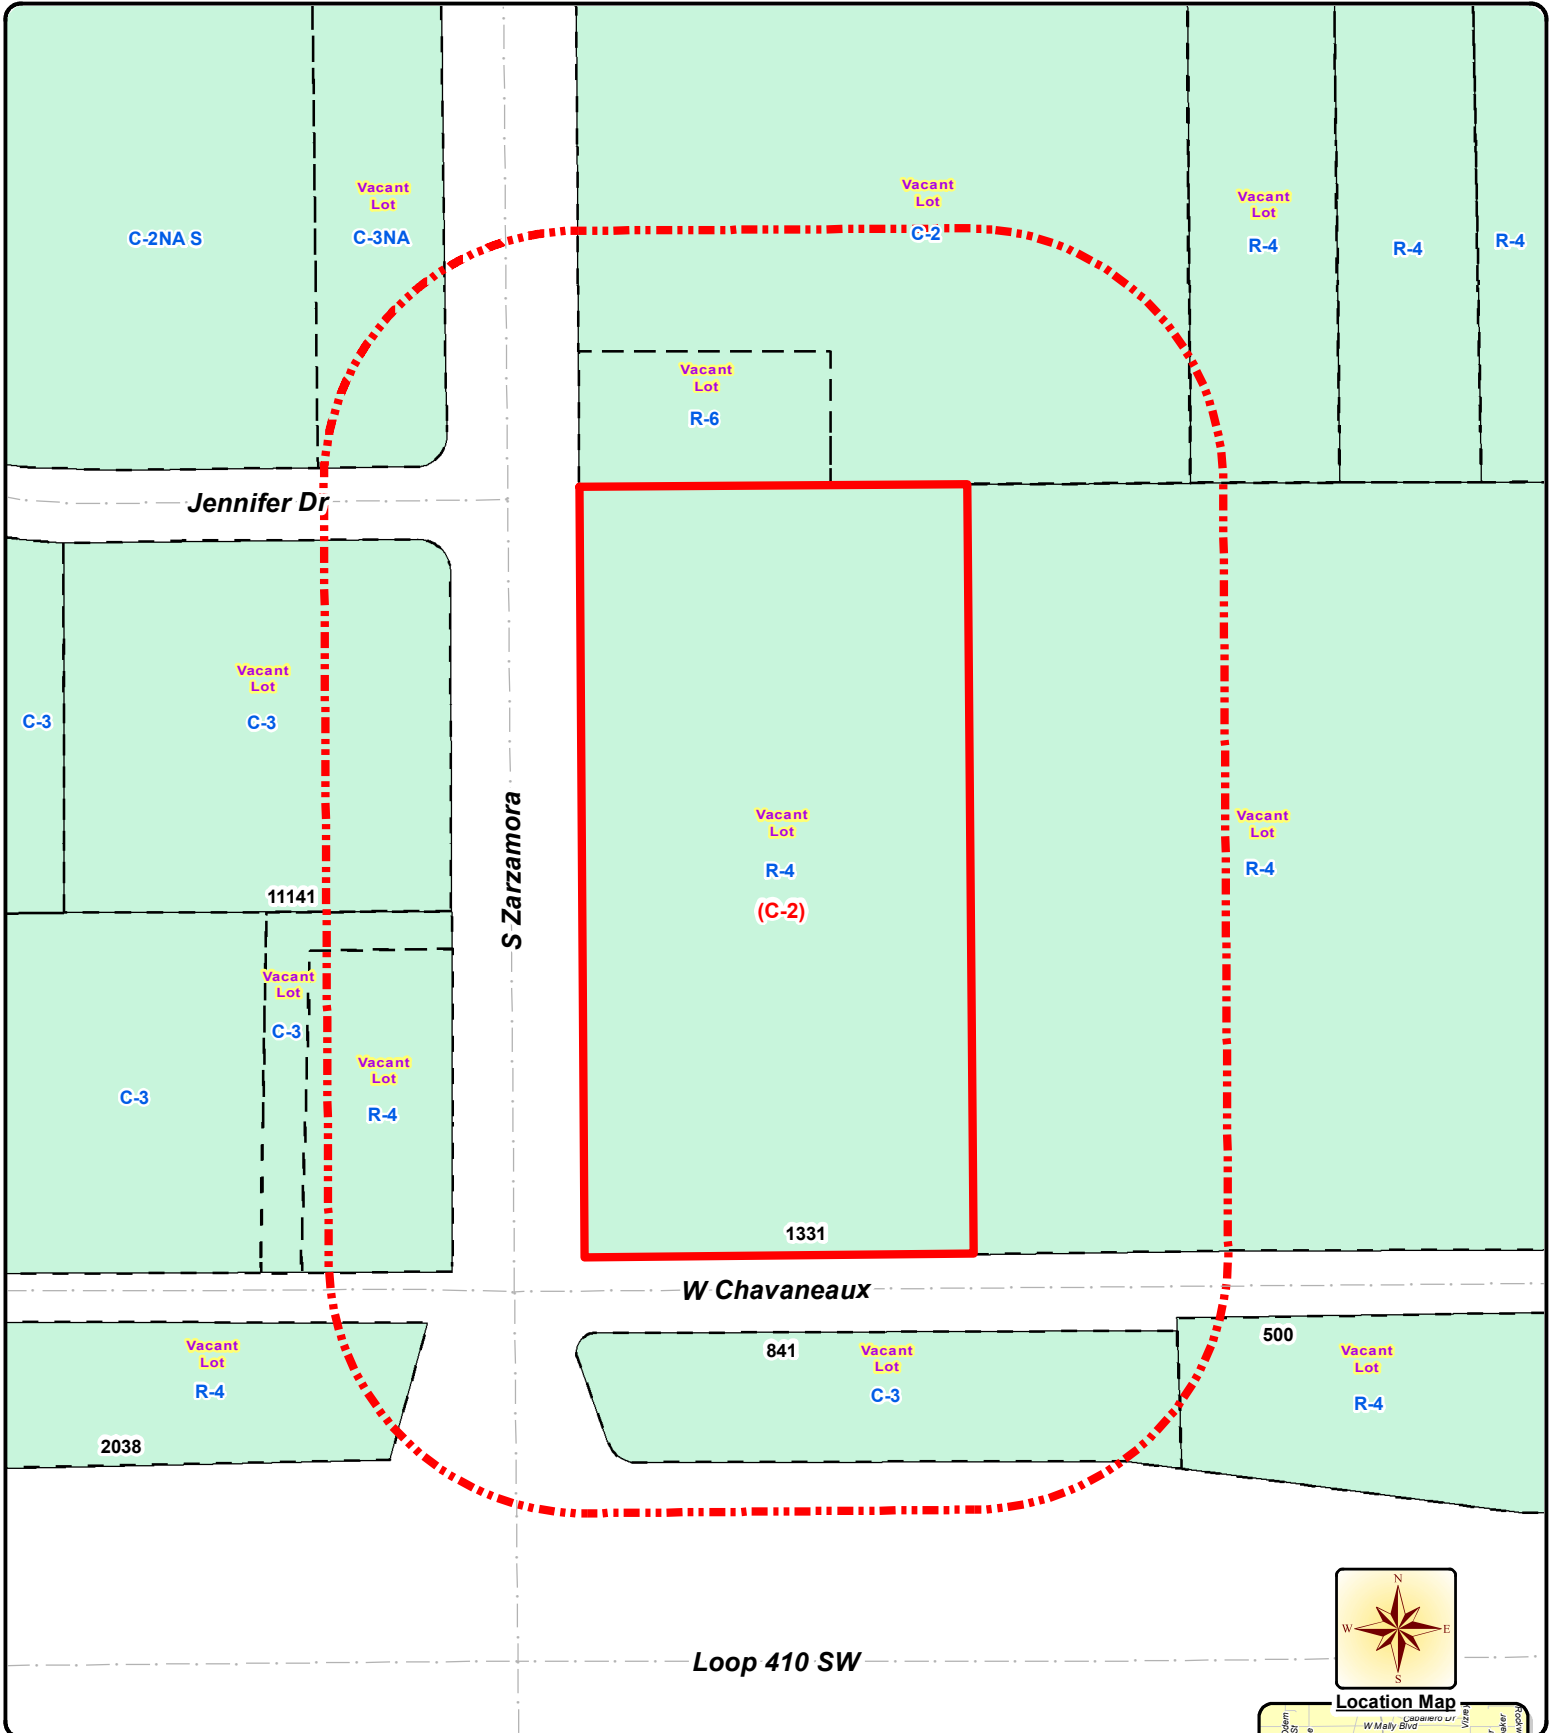 Vacant
Lot
C-2
Vacant
Lot
C-3NA
C-2NA S
Vacant
Lot
R-4
R-4
R-4
Vacant
Lot
R-6
Jennifer Dr
Vacant
Lot
C-3
C-3
11141
S Zarzamora
Vacant
Lot
R-4
(C-2)
1331
Vacant
Lot
R-4
Vacant
Lot
C-3
C-3
Vacant
Lot
R-4
W Chavaneaux
Vacant
Lot
R-4
2038
841
Vacant
Lot
C-3
500
Vacant
Lot
R-4
N
W
E
S
Loop 410 SW
Location Map
Caballero Dr
W Mally Blvd